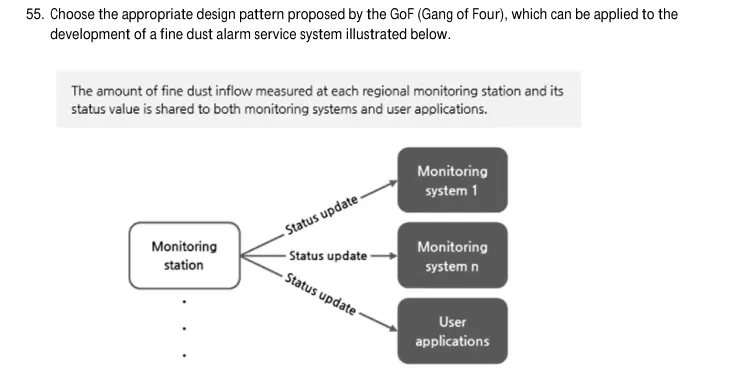 55. Choose the appropriate design pattern proposed by the GoF (Gang of Four), which can be applied to the
development of a fine dust alarm service system illustrated below.
The amount of fine dust inflow measured at each regional monitoring station and its
status value is shared to both monitoring systems and user applications.
Monitoring
system 1
Status update
Monitoring
station
Status update
Monitoring
system n
Status update
User
applications